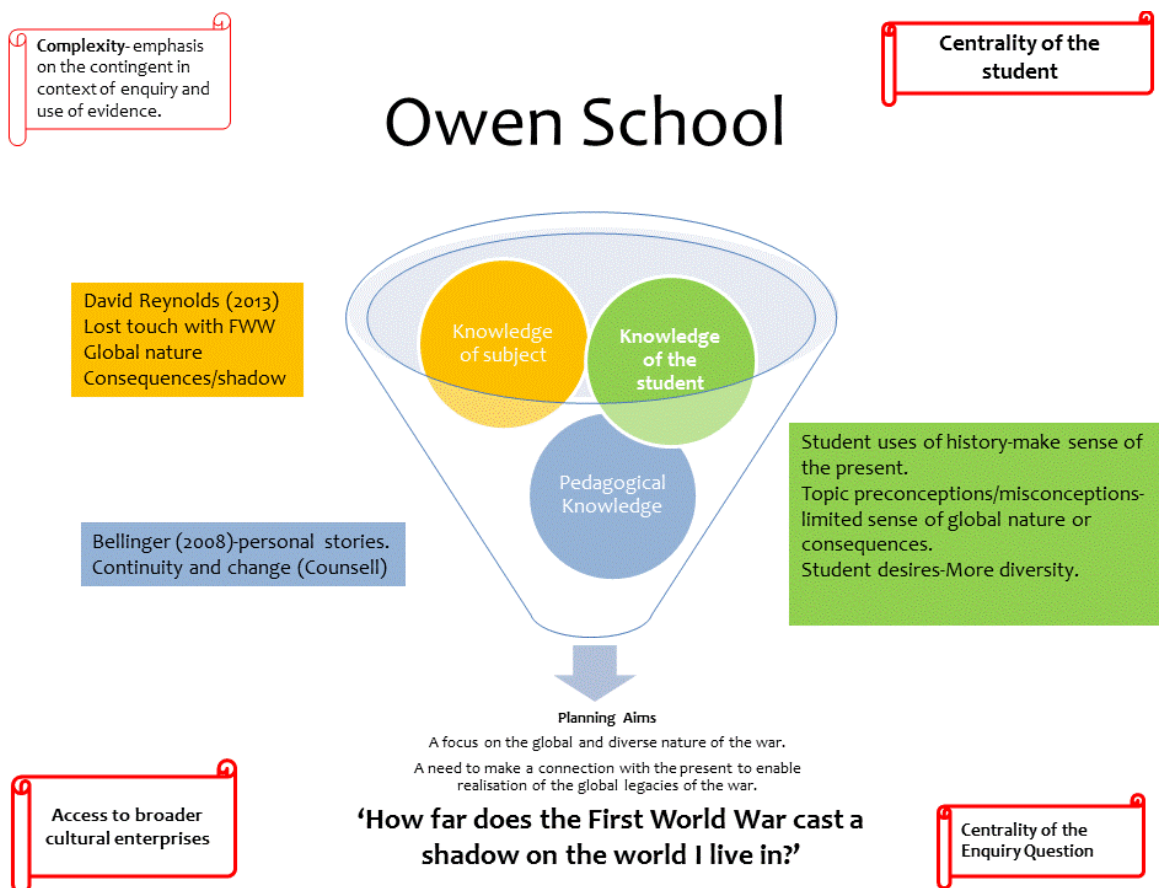 Complexity- emphasis
on the contingent in
context of enquiry and
use of evidence.
Centrality of the
student
Owen School
David Reynolds (2013)
Lost touch with FWW
Global nature
Consequences/shadow
Knowledge
of subject
Knowledge
of the
student
Pedagogical
Knowledge
Bellinger (2008)-personal stories.
Continuity and change (Counsell)
Student uses of history-make sense of
the present.
Topic preconceptions/misconceptions-
limited sense of global nature or
consequences.
Student desires-More diversity.
Planning Aims
A focus on the global and diverse nature of the war.
A need to make a connection with the present to enable
realisation of the global legacies of the war.
‘How far does the First World War cast a
shadow on the world I live in?’
Access to broader
cultural enterprises
Centrality of the
Enquiry Question